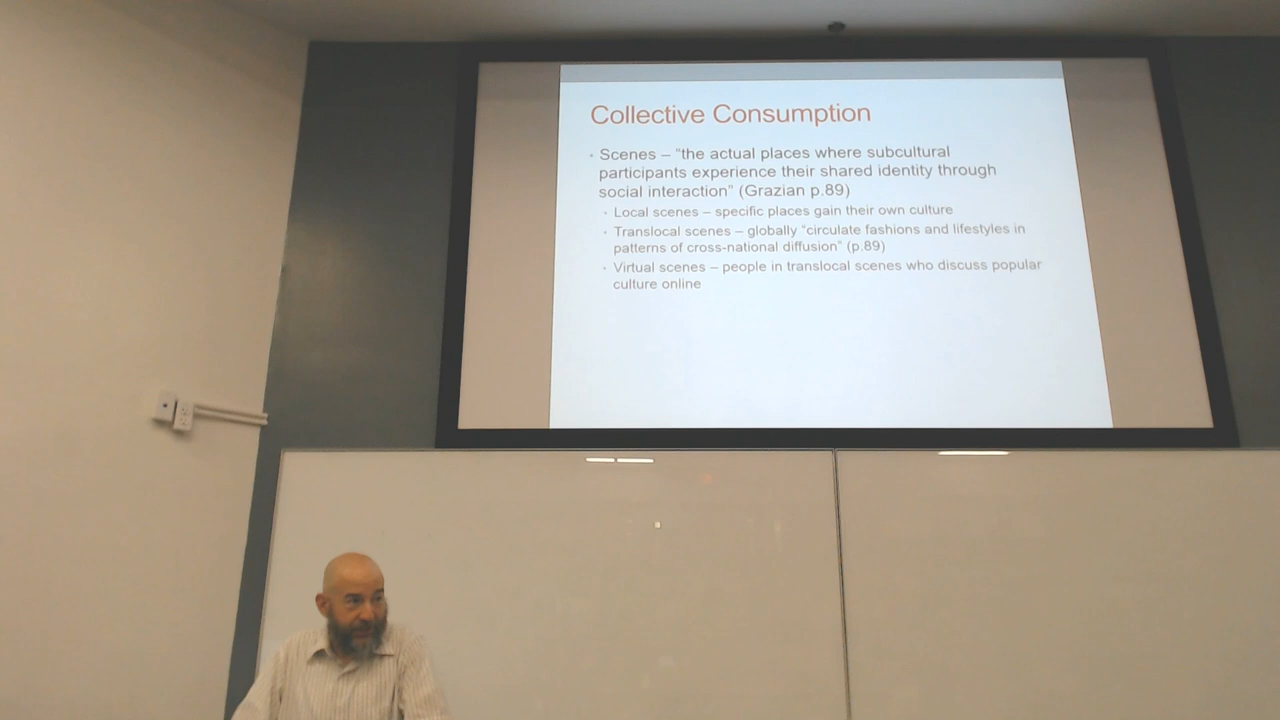 Collective Consumption
• Scenes – "the actual places where subcultural
participants experience their shared identity through
social interaction" (Grazian p.89)
• Local scenes – specific places gain their own culture
• Translocal scenes – globally "circulate fashions and lifestyles in
patterns of cross-national diffusion" (p.89)
• Virtual scenes – people in translocal scenes who discuss popular
culture online